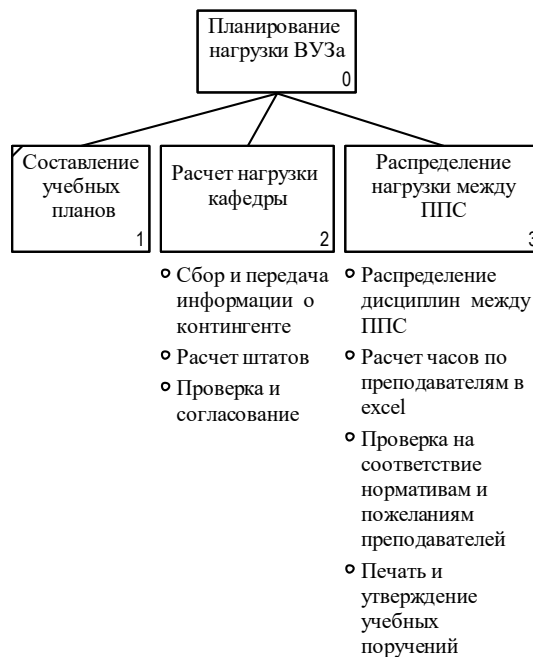 Планирование
нагрузки ВУЗа
0
Составление
учебных
планов
1
Расчет нагрузки
кафедры
2
Распределение
нагрузки между
ППС
3
Сбор и передача
информации о
контингенте
Расчет штатов
Проверка и
согласование
Распределение
дисциплин между
ППС
Расчет часов по
преподавателям в
excel
Проверка на
соответствие
нормативам и
пожеланиям
преподавателей
Печать и
утверждение
учебных
поручений